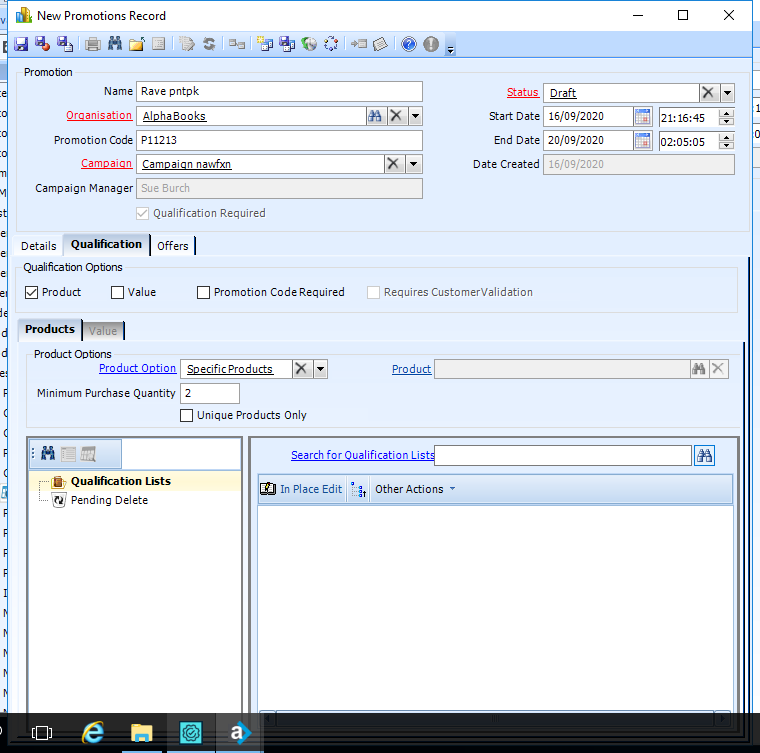 New Promotions Record
Promotion
Name Rave pntpk
Status Draft
Organisation AlphaBooks
Start Date 16/09/2020 21:16:45
Promotion Code P11213
End Date 20/09/2020 02:05:05
Campaign Campaign nawfxn
Date Created 16/09/2020
Campaign Manager Sue Burch
Qualification Required
Details Qualification Offers
Qualification Options
Product Value Promotion Code Required Requires CustomerValidation
Products Value
Product Options
Product Option Specific Products Product
Minimum Purchase Quantity 2
Unique Products Only
Search for Qualification Lists
Qualification Lists
In Place Edit Other Actions
Pending Delete